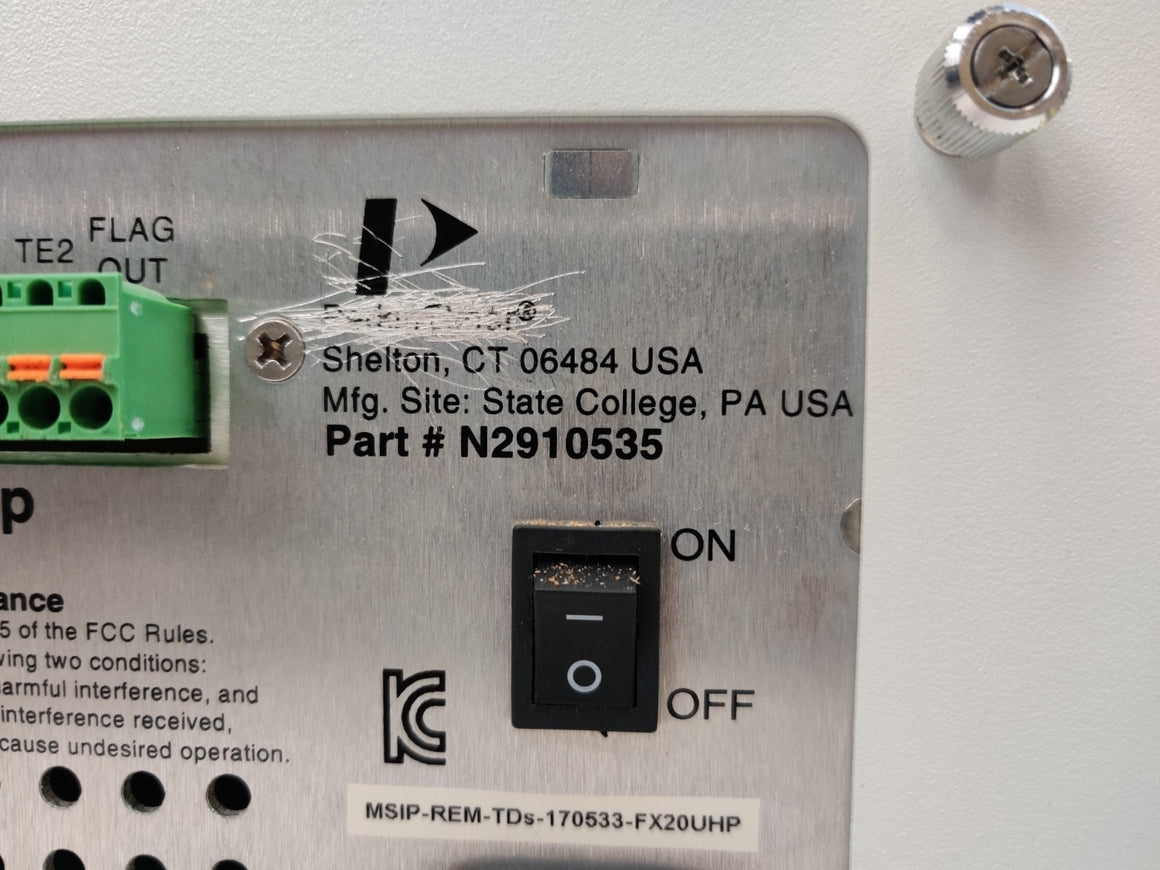 TE2
FLAG
OUT
Shelton, CT 06484 USA
Mfg. Site: State College, PA USA
Part # N2910535
p
ON
ance
5 of the FCC Rules.
wing two conditions:
armful interference, and
interference received,
cause undesired operation.
OFF
MSIP-REM-TDs-170533-FX20UHP